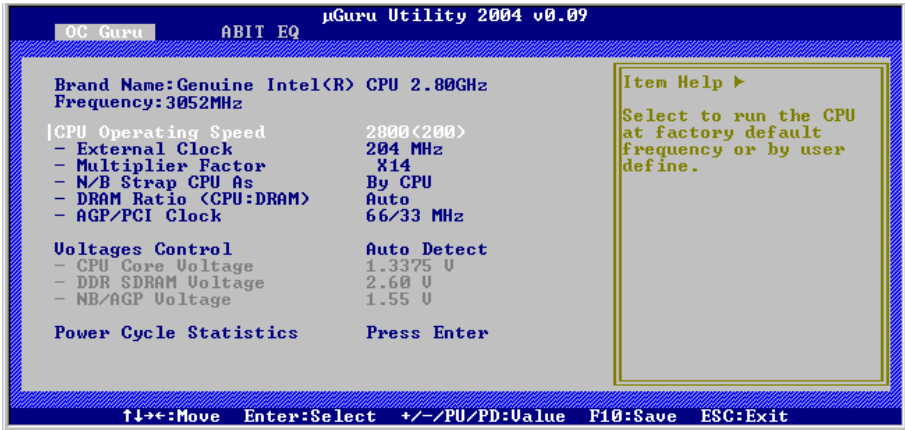 µGuru Utility 2004 v0.09
OC Guru ABIT EQ
Brand Name:Genuine Intel(R) CPU 2.80GHz
Frequency:3052MHz
CPU Operating Speed 2800(200)
- External Clock 204 MHz
- Multiplier Factor X14
- N/B Strap CPU As By CPU
- DRAM Ratio (CPU:DRAM) Auto
- AGP/PCI Clock 66/33 MHz
Voltages Control Auto Detect
- CPU Core Voltage 1.3375 V
- DDR SDRAM Voltage 2.60 V
- NB/AGP Voltage 1.55 V
Power Cycle Statistics Press Enter
Item Help ►
Select to run the CPU
at factory default
frequency or by user
define.
↑↓→←:Move Enter:Select +/-/PU/PD:Value F10:Save ESC:Exit